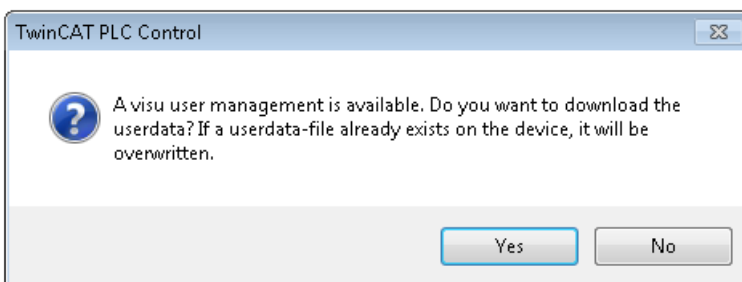 TwinCAT PLC Control
A visu user management is available. Do you want to download the
userdata? If a userdata-file already exists on the device, it will be
overwritten.
Yes No